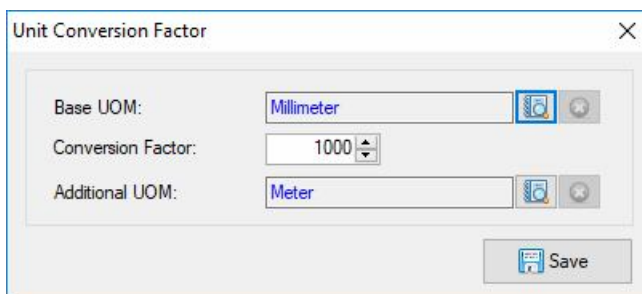 Unit Conversion Factor
Base UOM: Millimeter
Conversion Factor: 1000
Additional UOM: Meter
Save